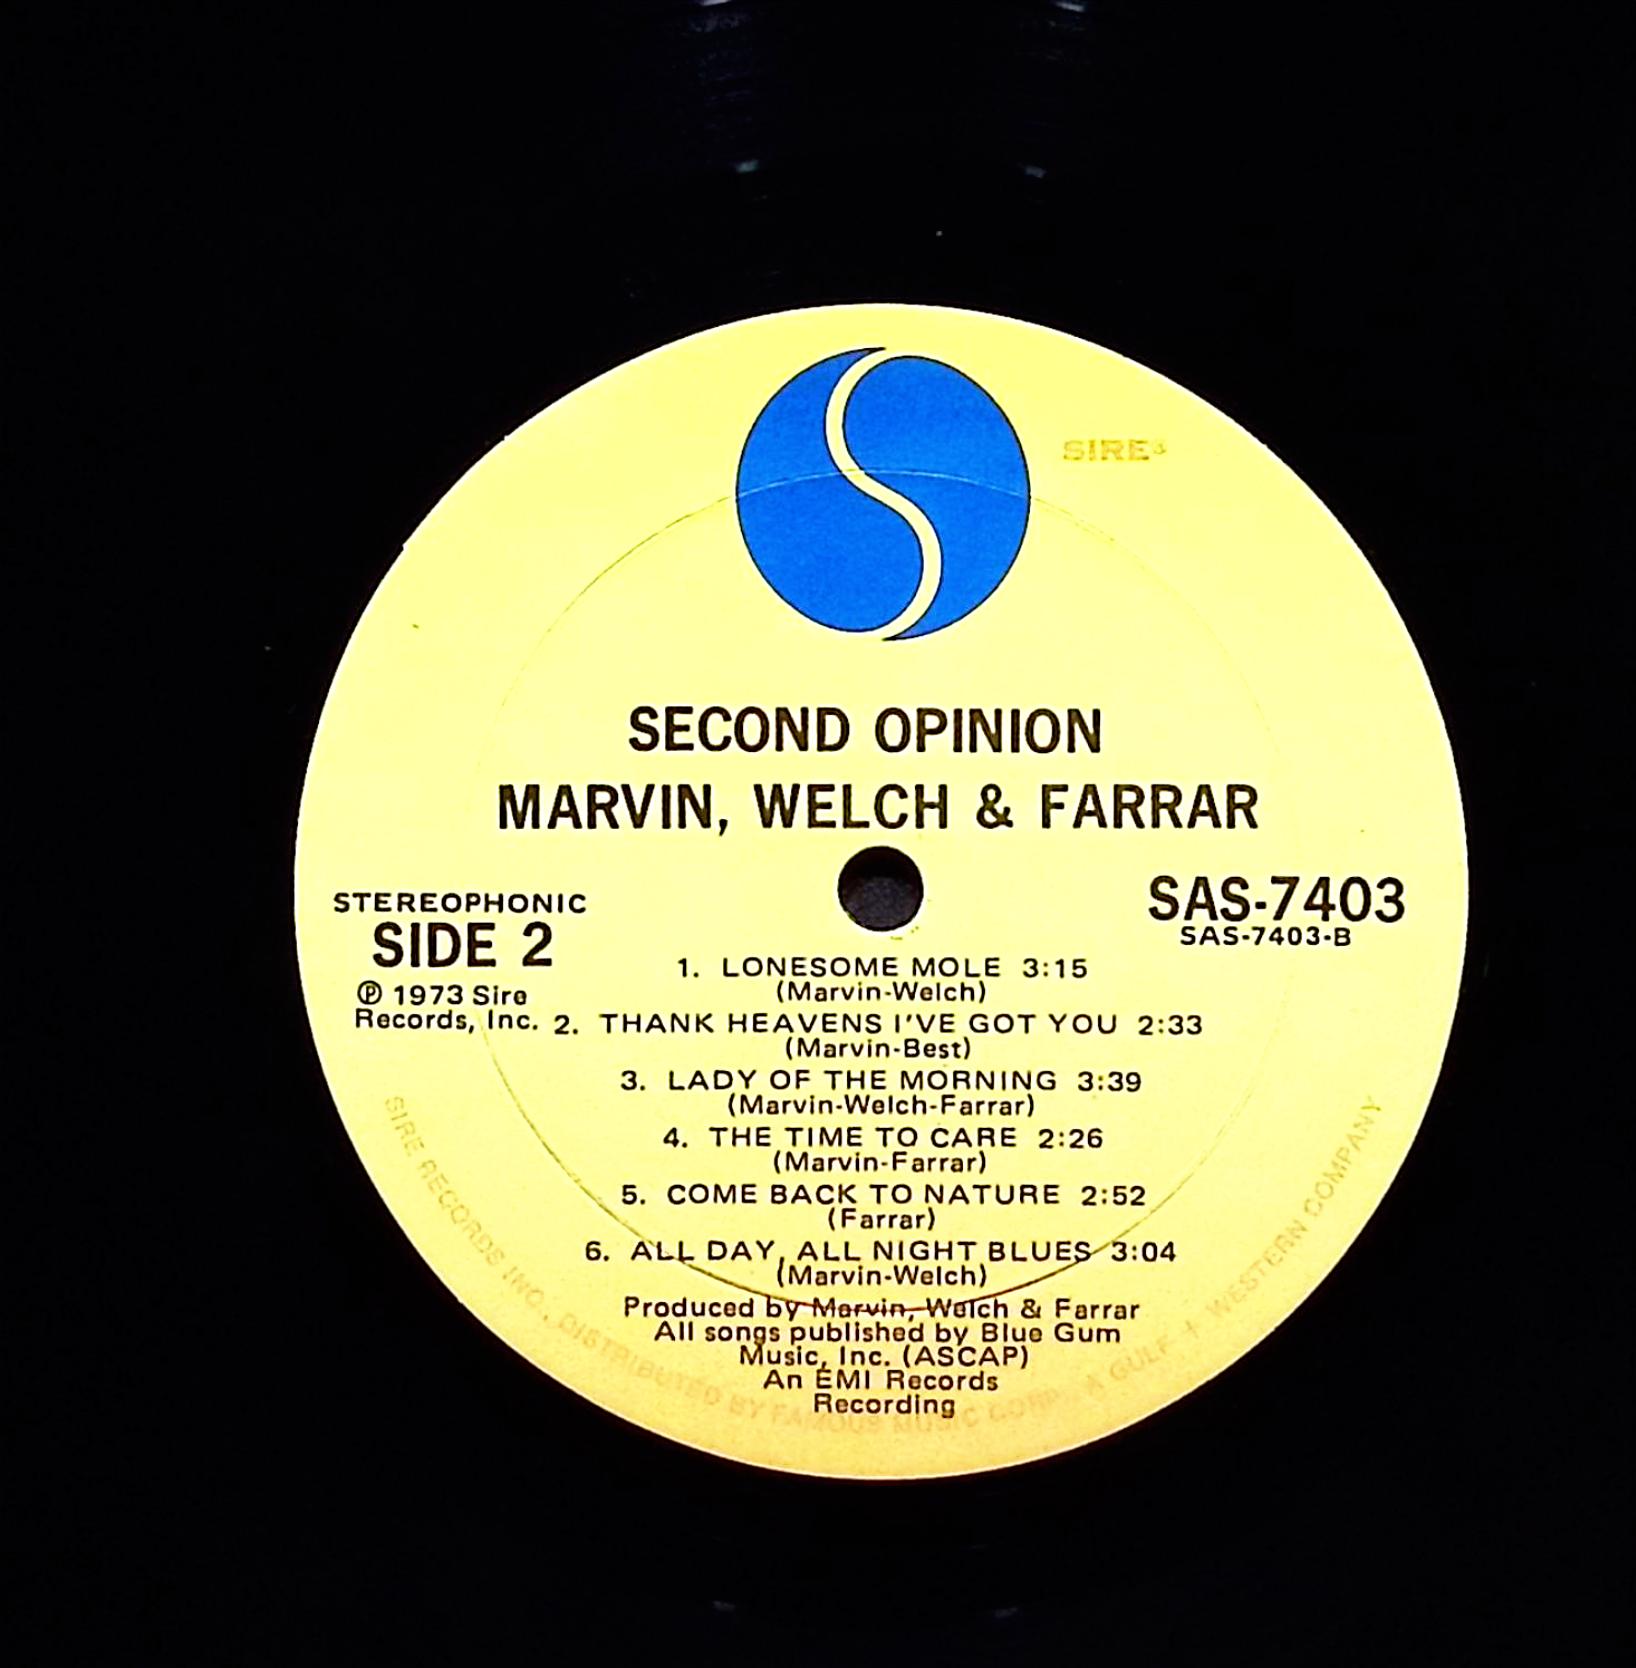 SIRE
SECOND OPINION
MARVIN, WELCH & FARRAR
STEREOPHONIC
SIDE 2
℗ 1973 Sire
Records, Inc.
SAS-7403
SAS-7403-B
1. LONESOME MOLE 3:15
(Marvin-Welch)
2. THANK HEAVENS I'VE GOT YOU 2:33
(Marvin-Best)
3. LADY OF THE MORNING 3:39
(Marvin-Welch-Farrar)
4. THE TIME TO CARE 2:26
(Marvin-Farrar)
5. COME BACK TO NATURE 2:52
(Farrar)
6. ALL DAY, ALL NIGHT BLUES 3:04
(Marvin-Welch)
Produced by Marvin, Welch & Farrar
All songs published by Blue Gum
Music, Inc. (ASCAP)
An EMI Records
Recording
SIRE RECORDS INC., DISTRIBUTED BY FAMOUS MUSIC CORP., A GULF + WESTERN COMPANY